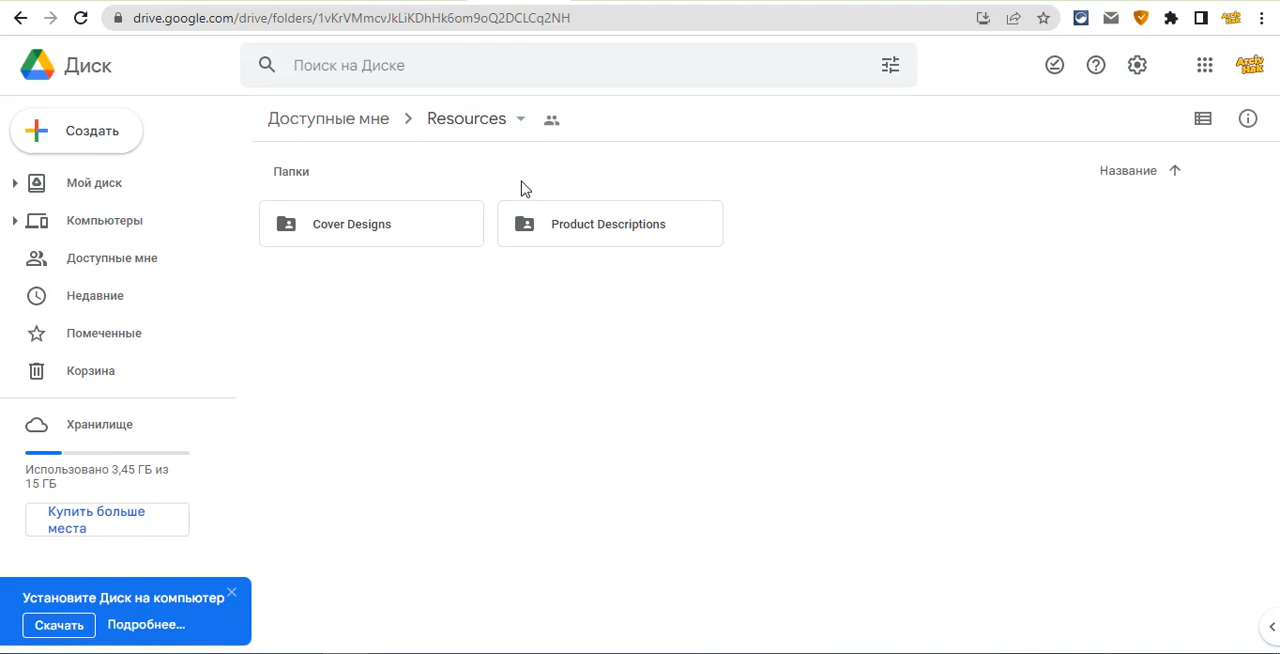 drive.google.com/drive/folders/1vKrVMmcvJkLiKDhHk6om9oQ2DCLCq2NH
Диск
Поиск на Диске
Создать
Доступные мне
Resources
Папки
Название
Мой диск
Cover Designs
Product Descriptions
Компьютеры
Доступные мне
Недавние
Помеченные
Корзина
Хранилище
Использовано 3,45 ГБ из
15 ГБ
Купить больше
места
Установите Диск на компьютер
Скачать
Подробнее...